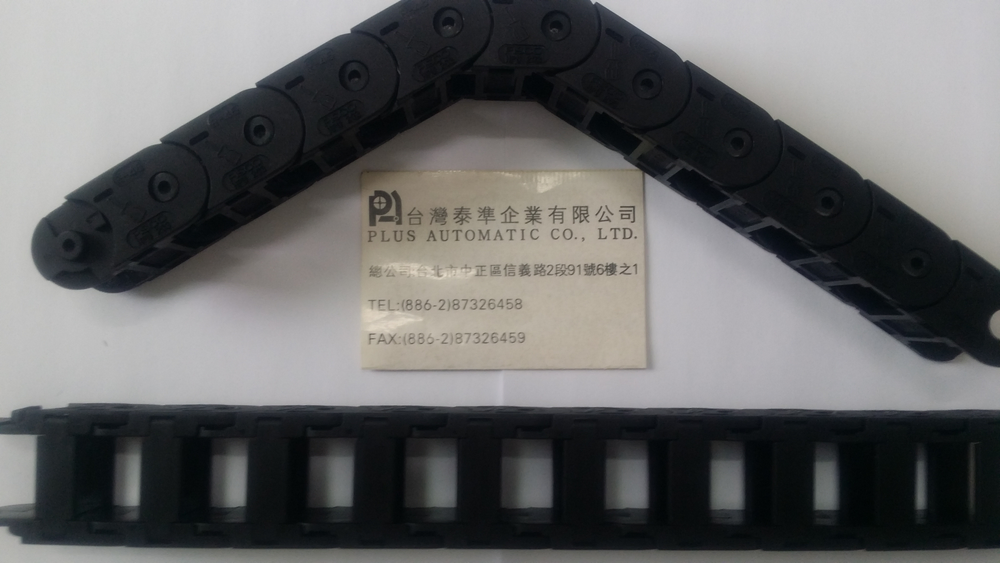 台灣泰準企業有限公司
PLUS AUTOMATIC CO., LTD.
總公司:台北市中正區信義路2段91號6樓之1
TEL:(886-2)87326458
FAX:(886-2)87326459